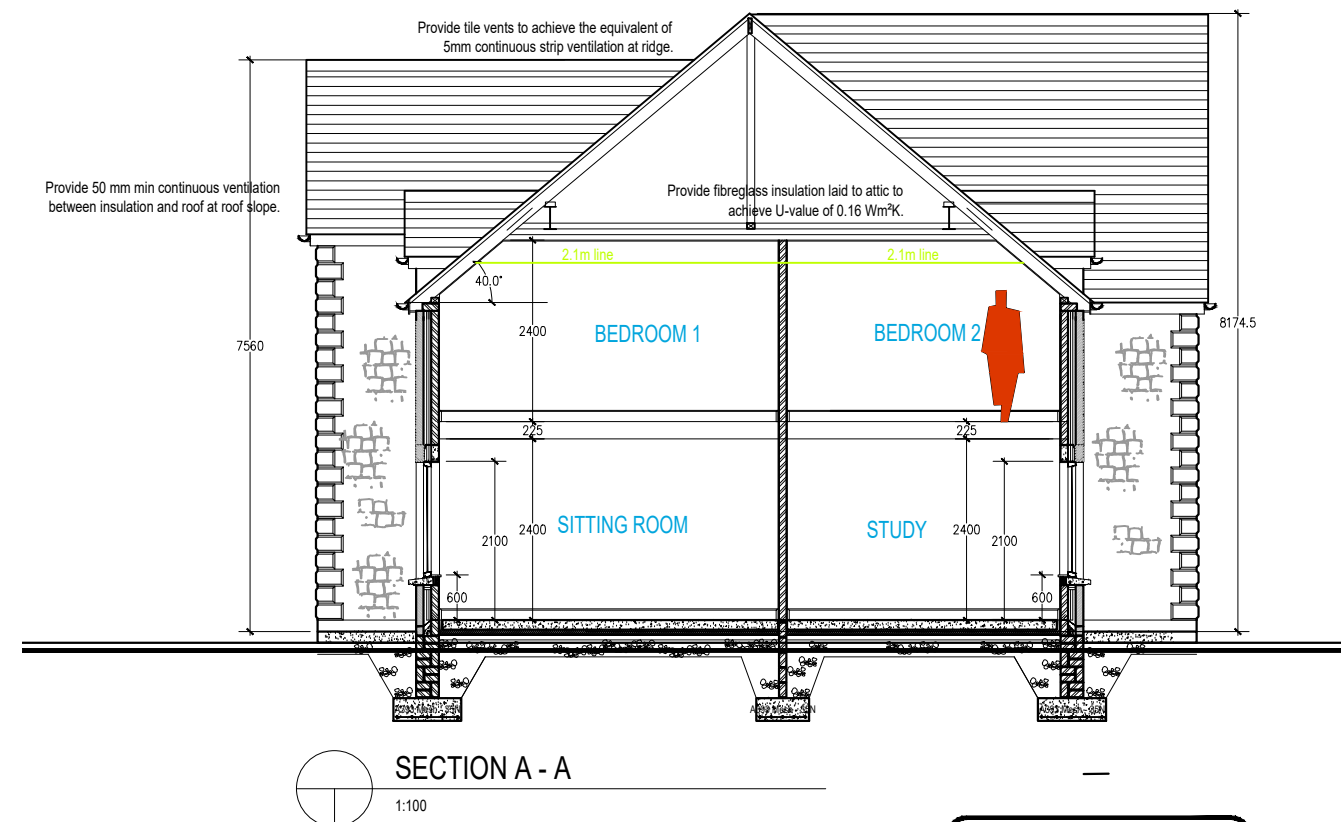 Provide tile vents to achieve the equivalent of
5mm continuous strip ventilation at ridge.
Provide 50 mm min continuous ventilation
between insulation and roof at roof slope.
Provide fibreglass insulation laid to attic to
achieve U-value of 0.16 Wm²K.
2.1m line
2.1m line
40.0°
7560
2400
BEDROOM 1
BEDROOM 2
8174.5
225
225
2100
2400
SITTING ROOM
STUDY
2400
2100
600
600
SECTION A - A
1:100